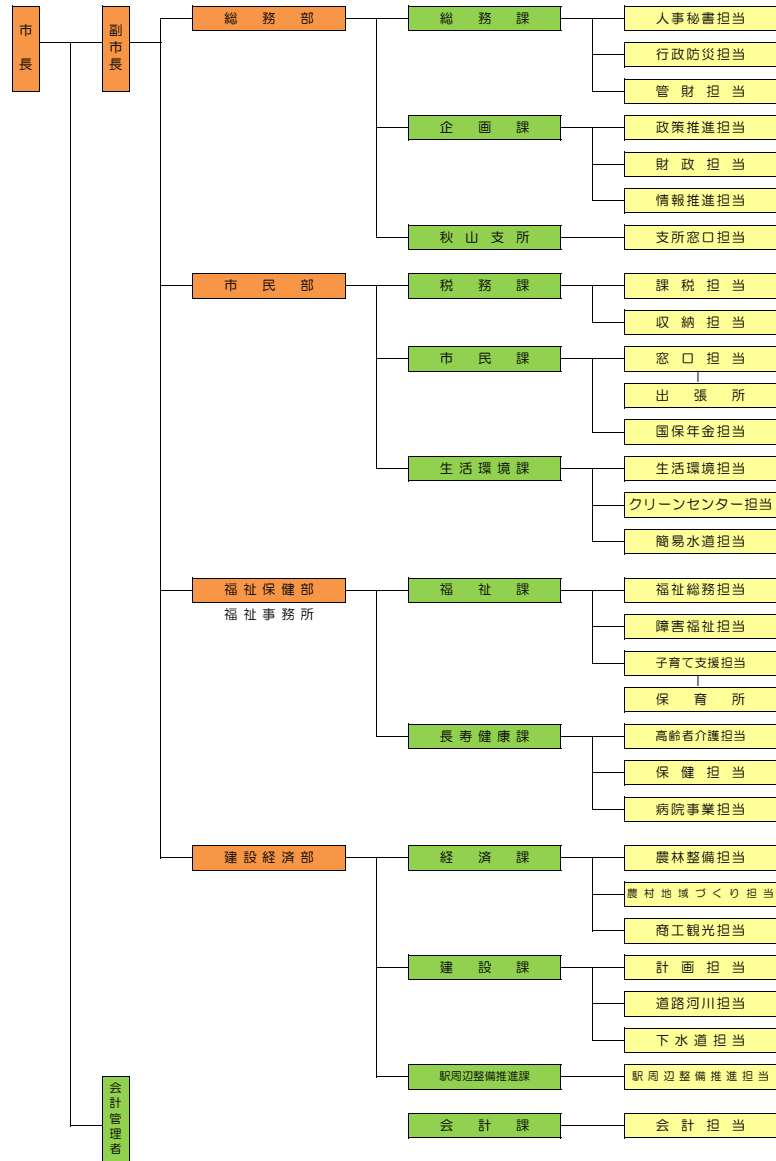 市長
副市長
総務部
総務課
人事秘書担当
行政防災担当
管財担当
企画課
政策推進担当
財政担当
情報推進担当
秋山支所
支所窓口担当
市民部
税務課
課税担当
収納担当
市民課
窓口担当
出張所
国保年金担当
生活環境課
生活環境担当
クリーンセンター担当
簡易水道担当
福祉保健部
福祉事務所
福祉課
福祉総務担当
障害福祉担当
子育て支援担当
保育所
長寿健康課
高齢者介護担当
保健担当
病院事業担当
建設経済部
経済課
農林整備担当
農村地域づくり担当
商工観光担当
建設課
計画担当
道路河川担当
下水道担当
駅周辺整備推進課
駅周辺整備推進担当
会計管理者
会計課
会計担当